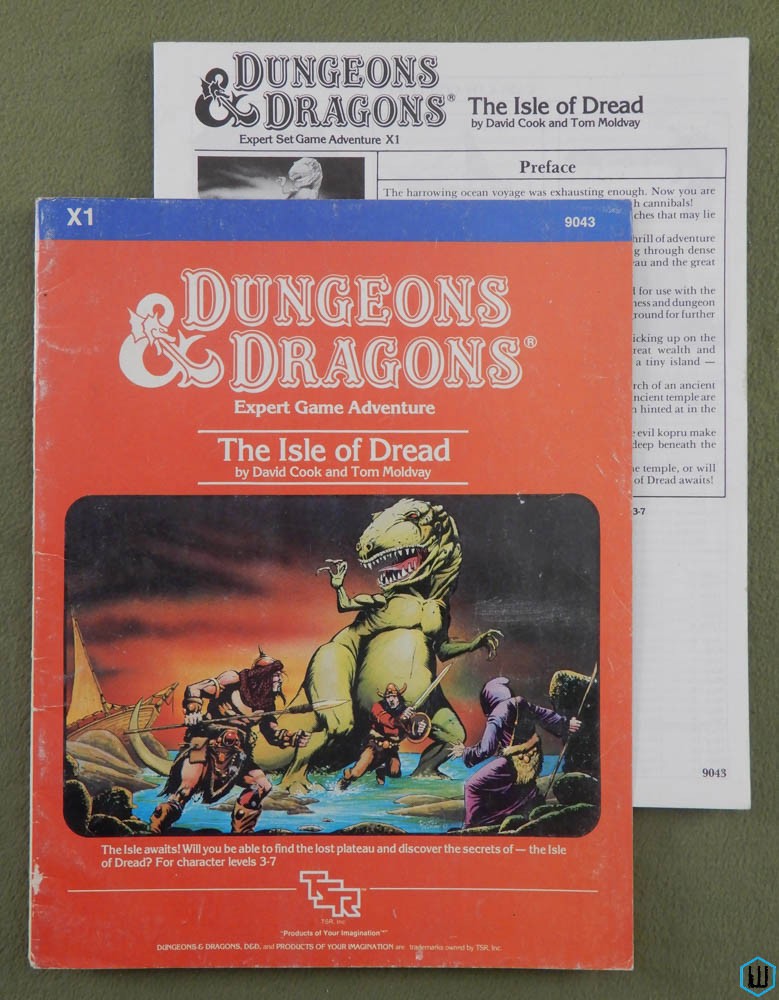 DUNGEONS
& DRAGONS®
Expert Set Game Adventure X1
The Isle of Dread
by David Cook and Tom Moldvay
Preface
The harrowing ocean voyage was exhausting enough. Now you are
h cannibals!
ches that may lie
hrill of adventure
g through dense
au and the great
d for use with the
ness and dungeon
round for further
icking up on the
reat wealth and
a tiny island —
rch of an ancient
ncient temple are
n hinted at in the
e evil kopru make
deep beneath the
he temple, or will
of Dread awaits!
3-7
9043
X1
9043
DUNGEONS
& DRAGONS®
Expert Game Adventure
The Isle of Dread
by David Cook and Tom Moldvay
The Isle awaits! Will you be able to find the lost plateau and discover the secrets of — the Isle
of Dread? For character levels 3-7
TSR
TSR, Inc.
"Products of Your Imagination™"
DUNGEONS & DRAGONS, D&D, and PRODUCTS OF YOUR IMAGINATION are trademarks owned by TSR, Inc.
W